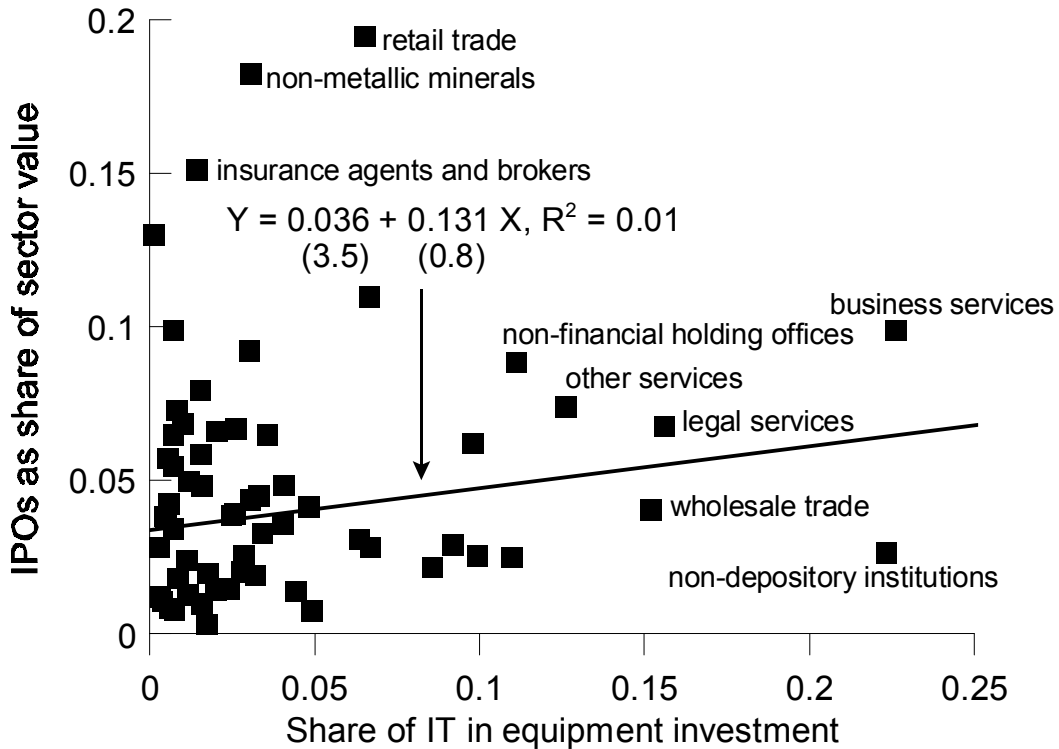 IPOs as share of sector value
0.2
0.15
0.1
0.05
0
retail trade
non-metallic minerals
insurance agents and brokers
Y = 0.036 + 0.131 X, R² = 0.01
(3.5) (0.8)
business services
non-financial holding offices
other services
legal services
wholesale trade
non-depository institutions
0 0.05 0.1 0.15 0.2 0.25
Share of IT in equipment investment